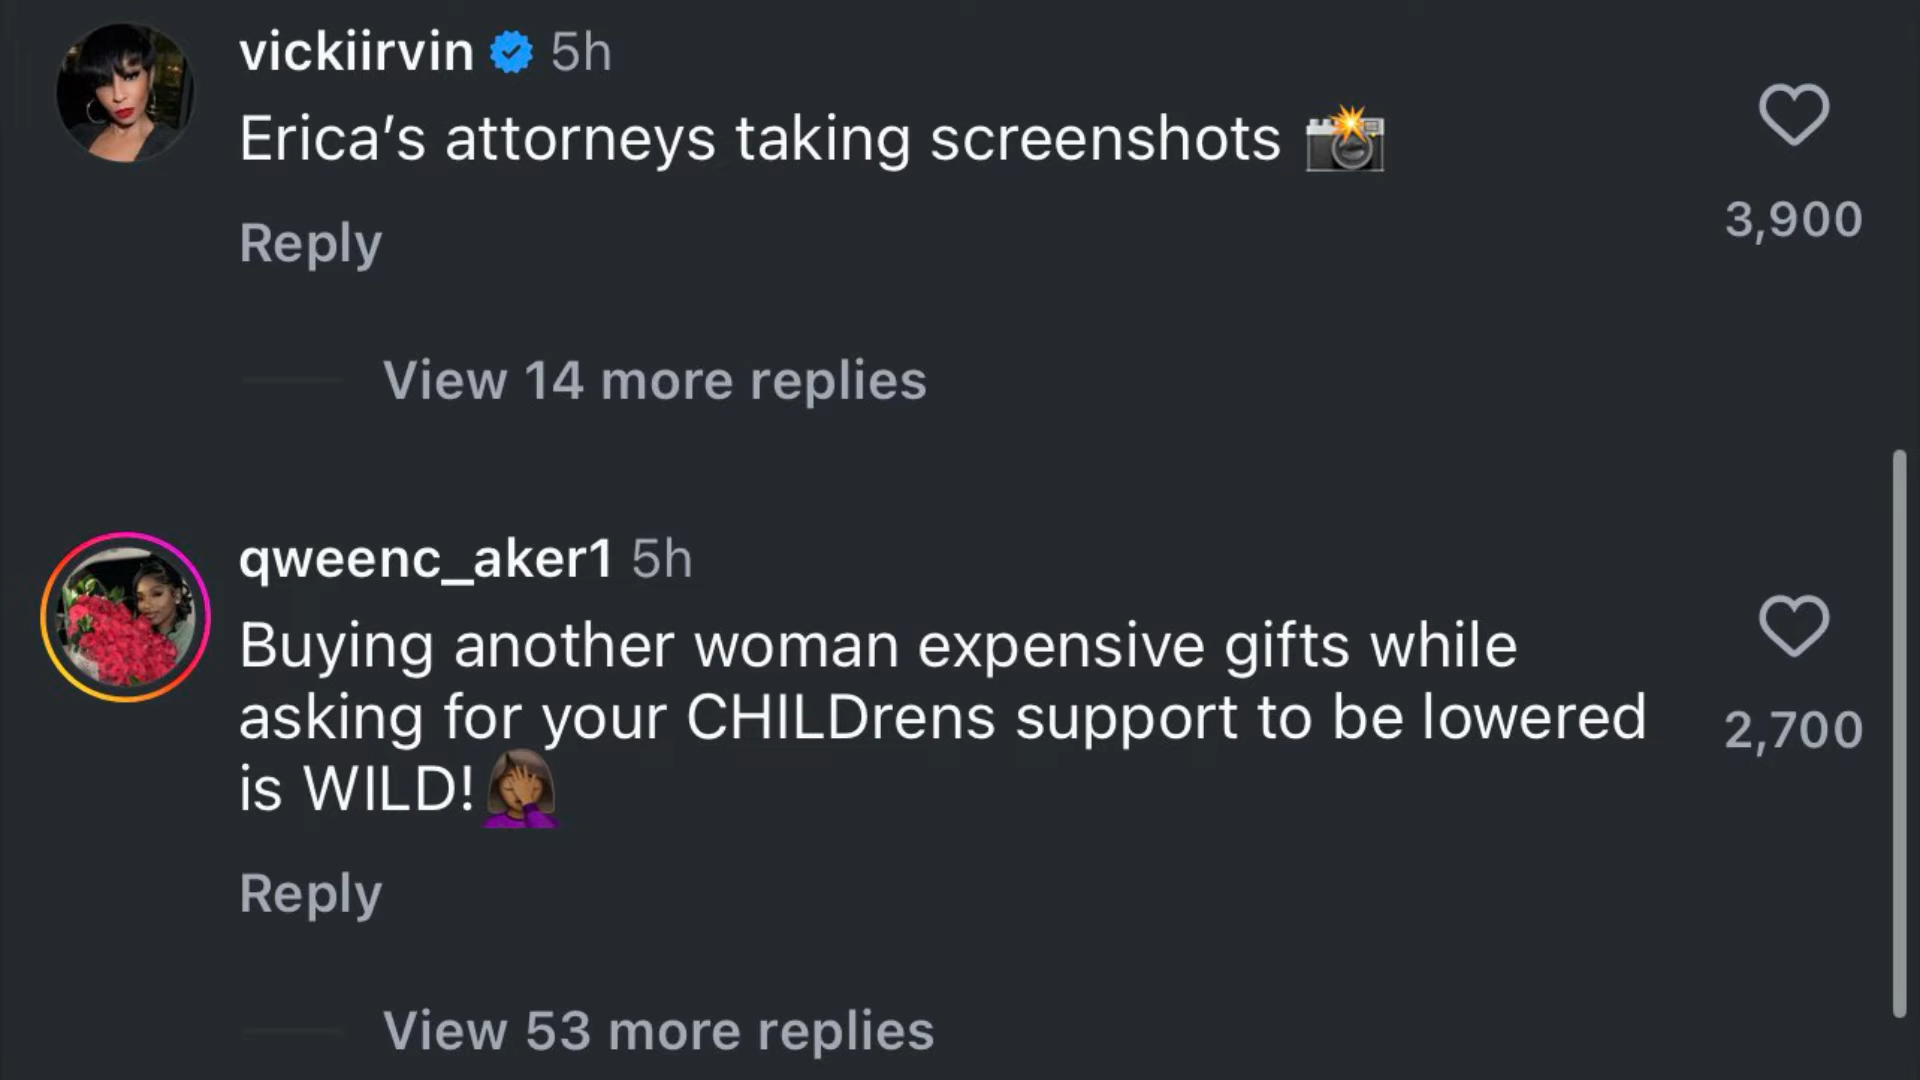 vickiirvin 5h
Erica’s attorneys taking screenshots 📸
3,900
Reply
View 14 more replies
qweenc_aker1 5h
Buying another woman expensive gifts while
asking for your CHILDrens support to be lowered
is WILD!🤦🏾‍♀️
2,700
Reply
View 53 more replies